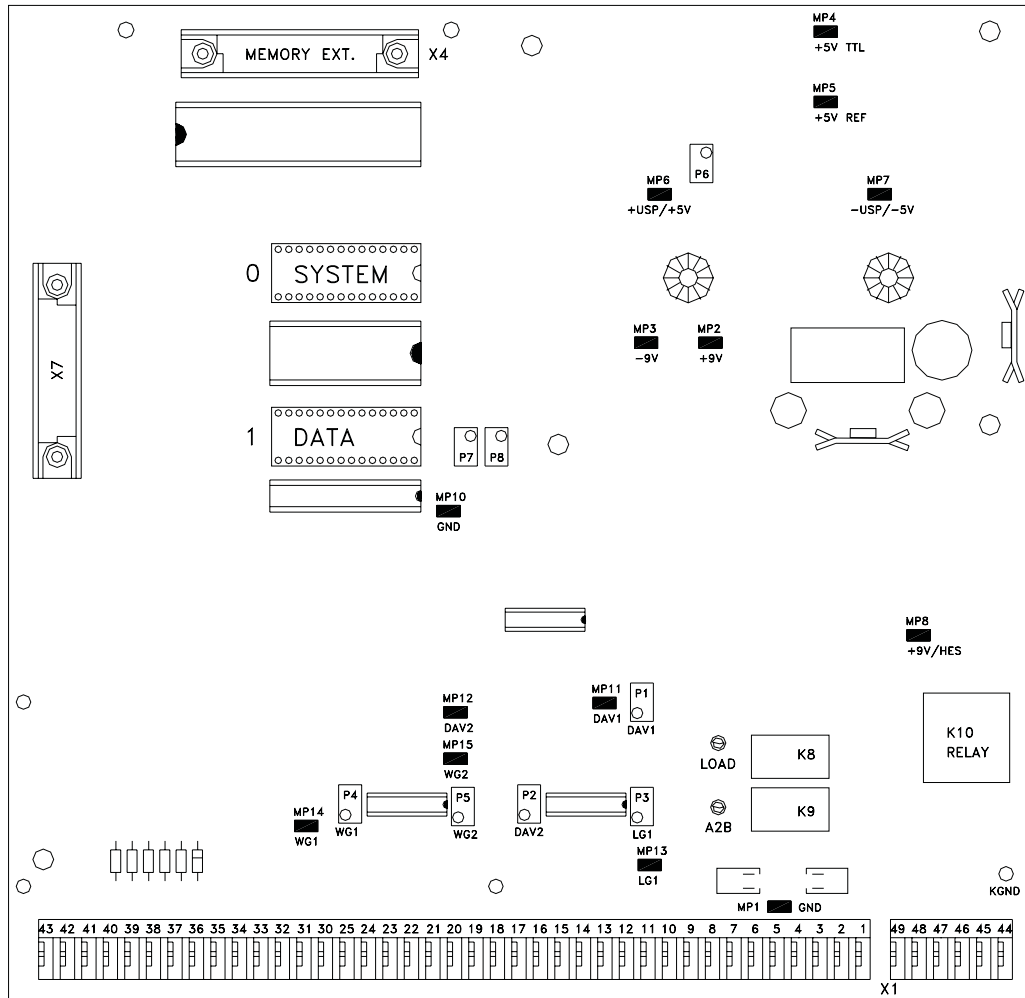 MP4
+5V TTL
MEMORY EXT.
X4
MP5
+5V REF
P6
MP6
+USP/+5V
MP7
-USP/-5V
0
SYSTEM
MP3
-9V
MP2
+9V
X7
1
DATA
P7
P8
MP10
GND
MP8
+9V/HES
MP12
DAV2
MP11
DAV1
P1
DAV1
MP15
WG2
LOAD
K8
K10
RELAY
P4
WG1
P5
WG2
P2
DAV2
P3
LG1
A2B
K9
MP14
WG1
MP13
LG1
KGND
MP1
GND
43 42 41 40 39 38 37 36 35 34 33 32 31 30 25 24 23 22 21 20 19 18 17 16 15 14 13 12 11 10 9 8 7 6 5 4 3 2 1
49 48 47 46 45 44
X1